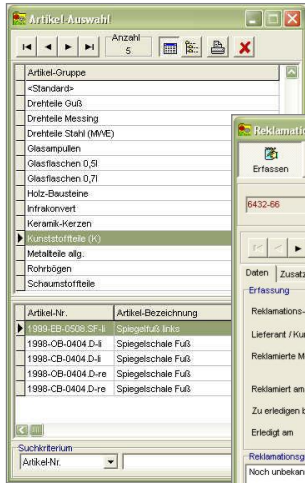 Artikel-Auswahl
Anzahl
5
Artikel-Gruppe
<Standard>
Drehteile Guß
Drehteile Messing
Drehteile Stahl (MWE)
Glasampullen
Glasflaschen 0,5l
Glasflaschen 0,7l
Holz-Bausteine
Infrakonvert
Keramik-Kerzen
Kunststoffteile (K)
Metallteile allg.
Rohrbögen
Schaumstoffteile
Artikel-Nr. Artikel-Bezeichnung
1999-EB-0508.SF-li Spiegelfuß links
1998-OB-0404.D-li Spiegelschale Fuß
1998-CB-0404.D-li Spiegelschale Fuß
1998-OB-0404.D-re Spiegelschale Fuß
1998-CB-0404.D-re Spiegelschale Fuß
Suchkriterium
Artikel-Nr.
Reklamatio
Erfassen
6432-66
Daten Zusatz
Erfassung
Reklamations-
Lieferant / Ku
Reklamierte M
Reklamiert am
Zu erledigen b
Erledigt am
Reklamationsg
Noch unbekan